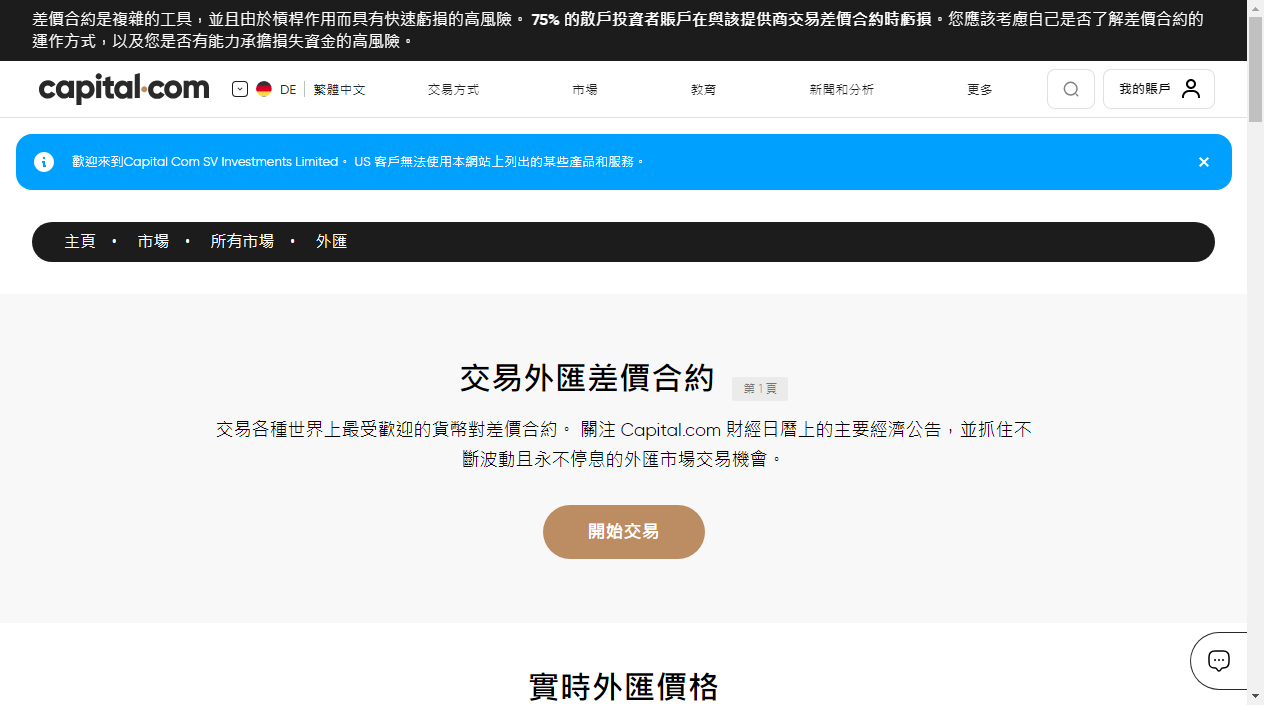 差價合約是複雜的工具，並且由於槓桿作用而具有快速虧損的高風險。 75% 的散戶投資者賬戶在與該提供商交易差價合約時虧損。您應該考慮自己是否了解差價合約的
運作方式，以及您是否有能力承擔損失資金的高風險。
capital.com DE 繁體中文 交易方式 市場 教育 新聞和分析 更多 我的賬戶
歡迎來到Capital Com SV Investments Limited。 US 客戶無法使用本網站上列出的某些產品和服務。
主頁 • 市場 • 所有市場 • 外匯
交易外匯差價合約 第 1 頁
交易各種世界上最受歡迎的貨幣對差價合約。 關注 Capital.com 財經日曆上的主要經濟公告，並抓住不
斷波動且永不停息的外匯市場交易機會。
開始交易
實時外匯價格